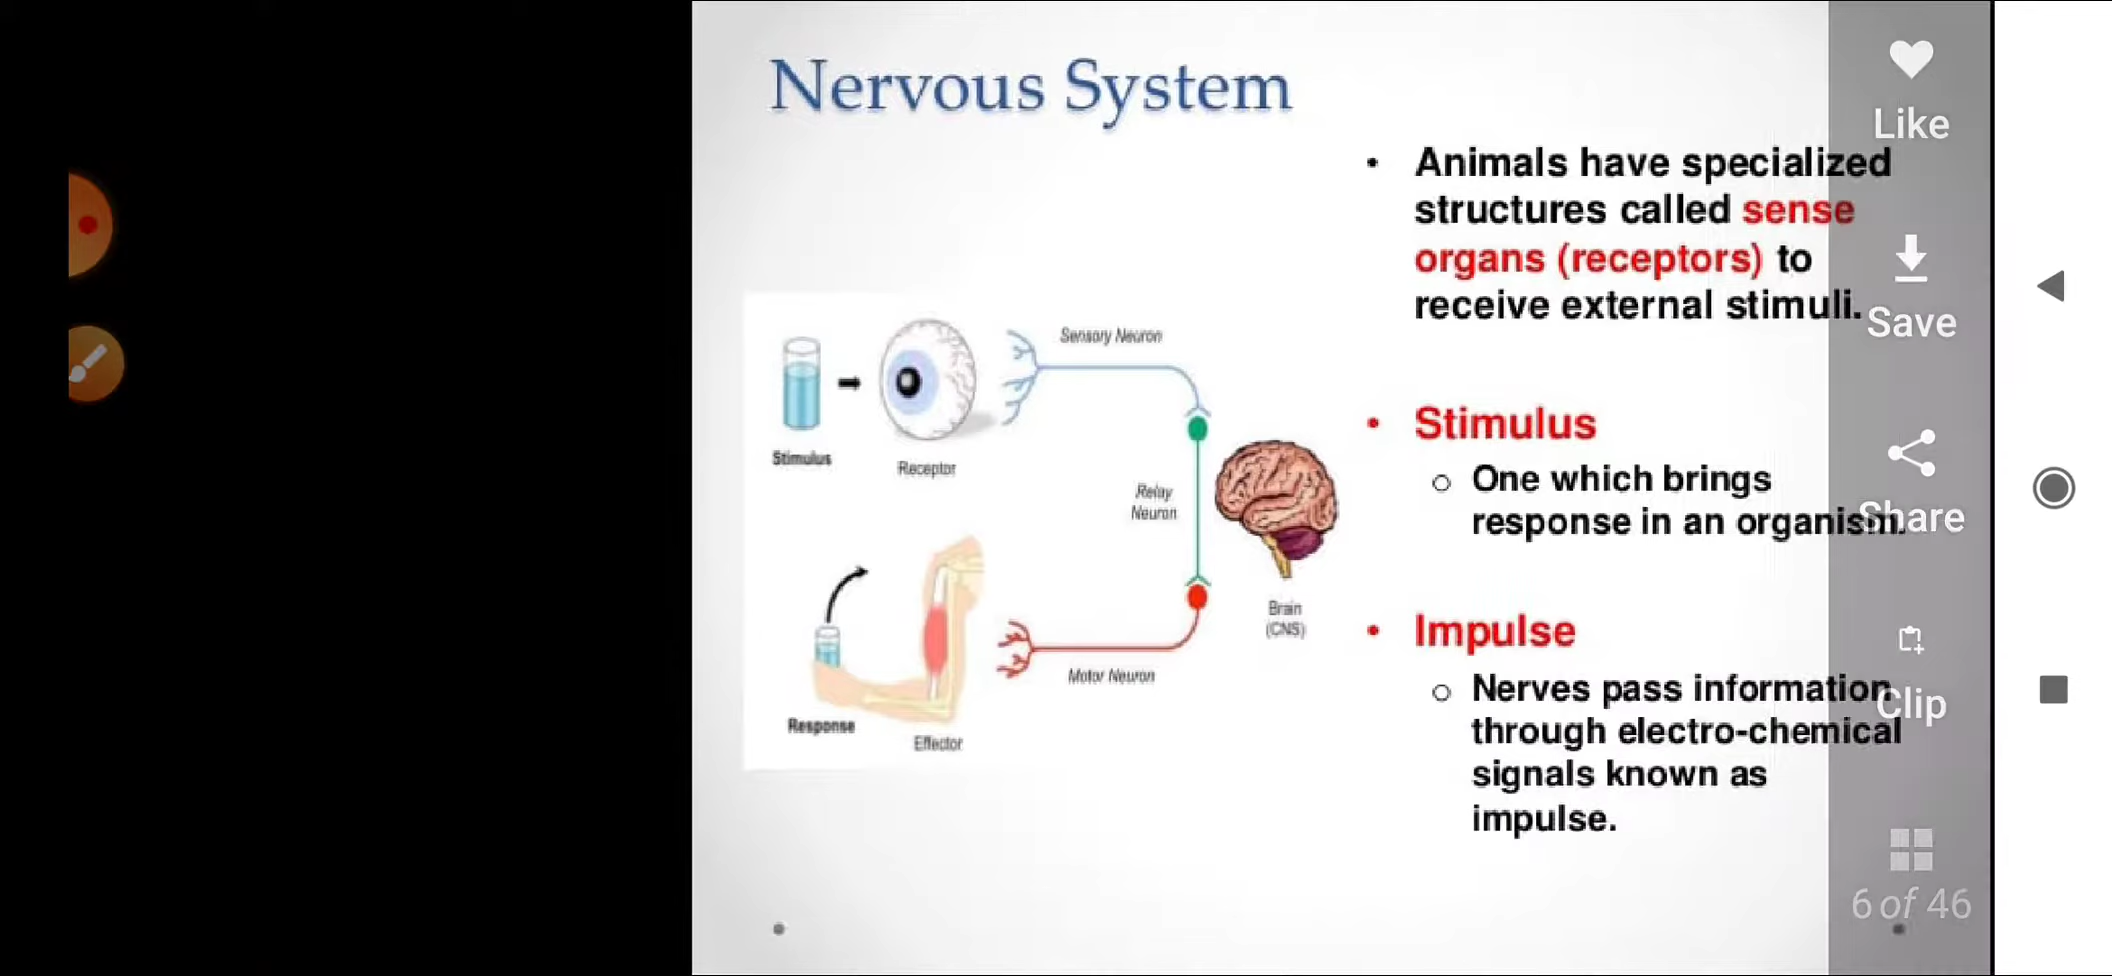 Nervous System
• Animals have specialized
structures called sense
organs (receptors) to
receive external stimuli.
• Stimulus
o One which brings
response in an organism.
• Impulse
o Nerves pass information
through electro-chemical
signals known as
impulse.
Sensory Neuron
Stimulus
Receptor
Relay
Neuron
Brain
(CNS)
Motor Neuron
Response
Effector
Like
Save
Share
Clip
6 of 46